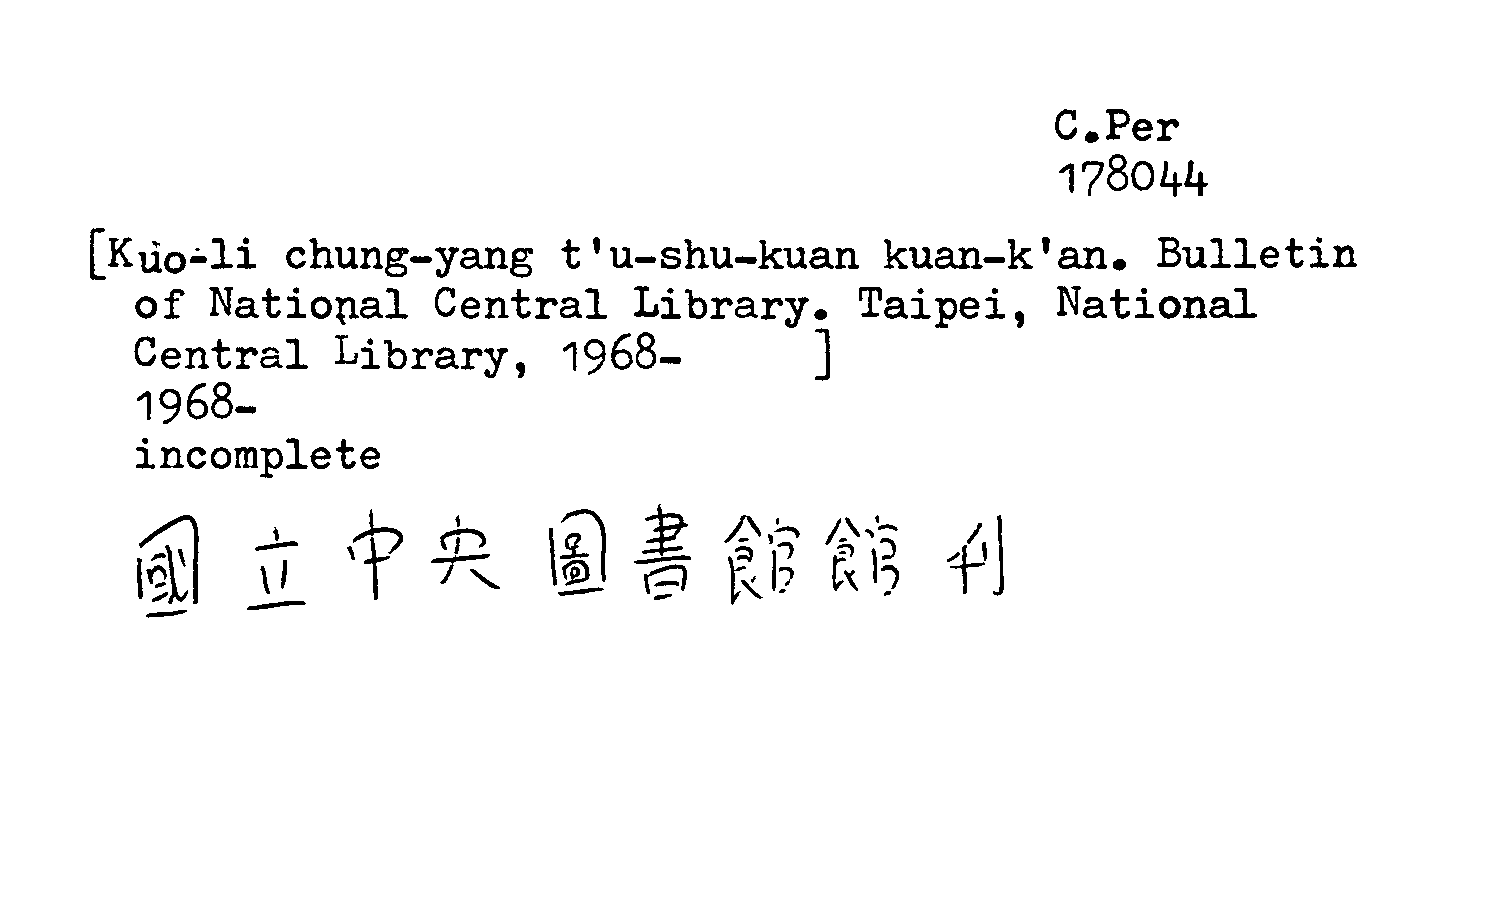 C.Per
178044
[Kuo-li chung-yang t'u-shu-kuan kuan-k'an. Bulletin
of National Central Library. Taipei, National
Central Library, 1968-     ]
1968-
incomplete
國立中央圖書館館刊